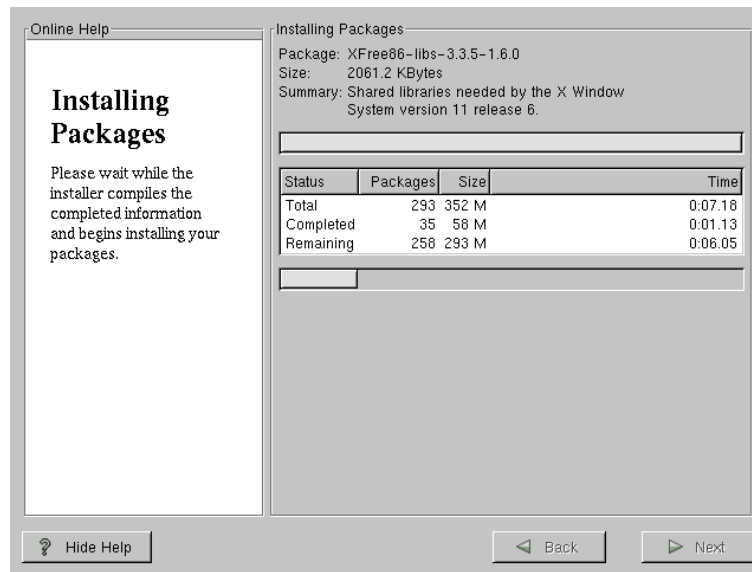 Online Help
Installing
Packages
Please wait while the
installer compiles the
completed information
and begins installing your
packages.
Installing Packages
Package: XFree86-libs-3.3.5-1.6.0
Size: 2061.2 KBytes
Summary: Shared libraries needed by the X Window
System version 11 release 6.
Status Packages Size Time
Total 293 352 M 0:07.18
Completed 35 58 M 0:01.13
Remaining 258 293 M 0:06.05
? Hide Help
Back
Next